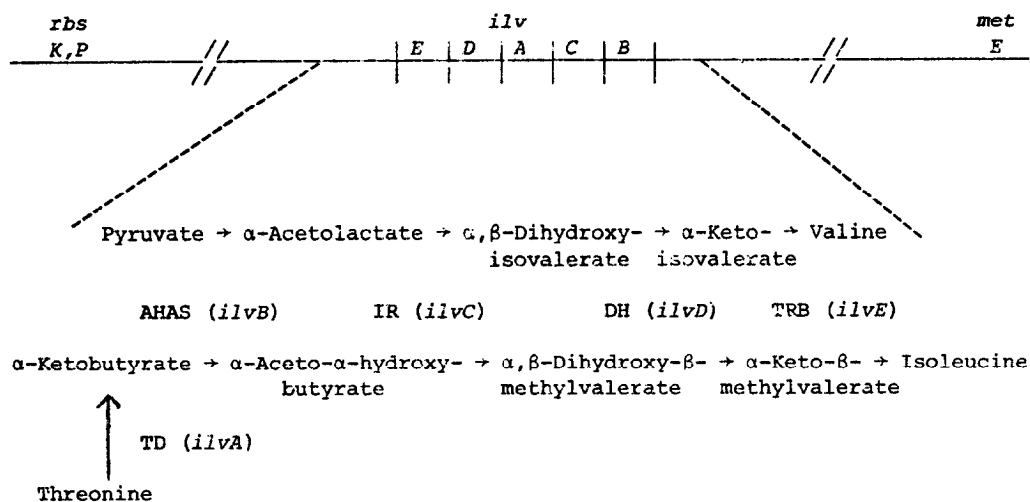 rbs ilv met
K,P E D A C B E
Pyruvate → α-Acetolactate → α,β-Dihydroxy- → α-Keto- → Valine
isovalerate isovalerate
AHAS (ilvB) IR (ilvC) DH (ilvD) TRB (ilvE)
α-Ketobutyrate → α-Aceto-α-hydroxy- → α,β-Dihydroxy-β- → α-Keto-β- → Isoleucine
butyrate methylvalerate methylvalerate
TD (ilvA)
Threonine